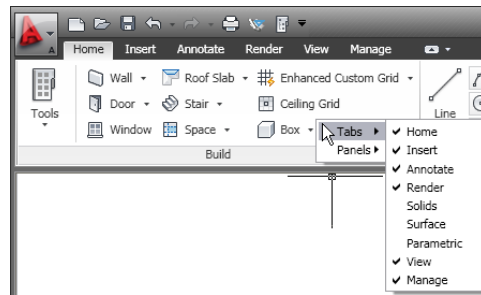 A
Home Insert Annotate Render View Manage
Wall Roof Slab Enhanced Custom Grid
Tools Door Stair Ceiling Grid Line
Window Space Box
Build
Tabs
Panels
Home
Insert
Annotate
Render
Solids
Surface
Parametric
View
Manage